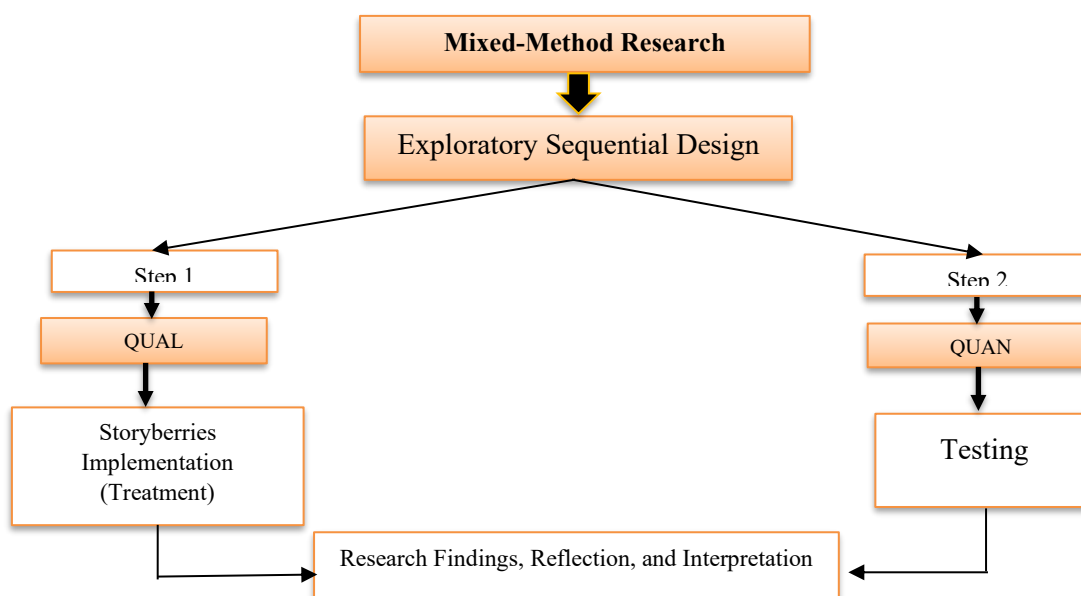 Mixed-Method Research
Exploratory Sequential Design
Step 1
Step 2
QUAL
QUAN
Storyberries
Implementation
(Treatment)
Testing
Research Findings, Reflection, and Interpretation